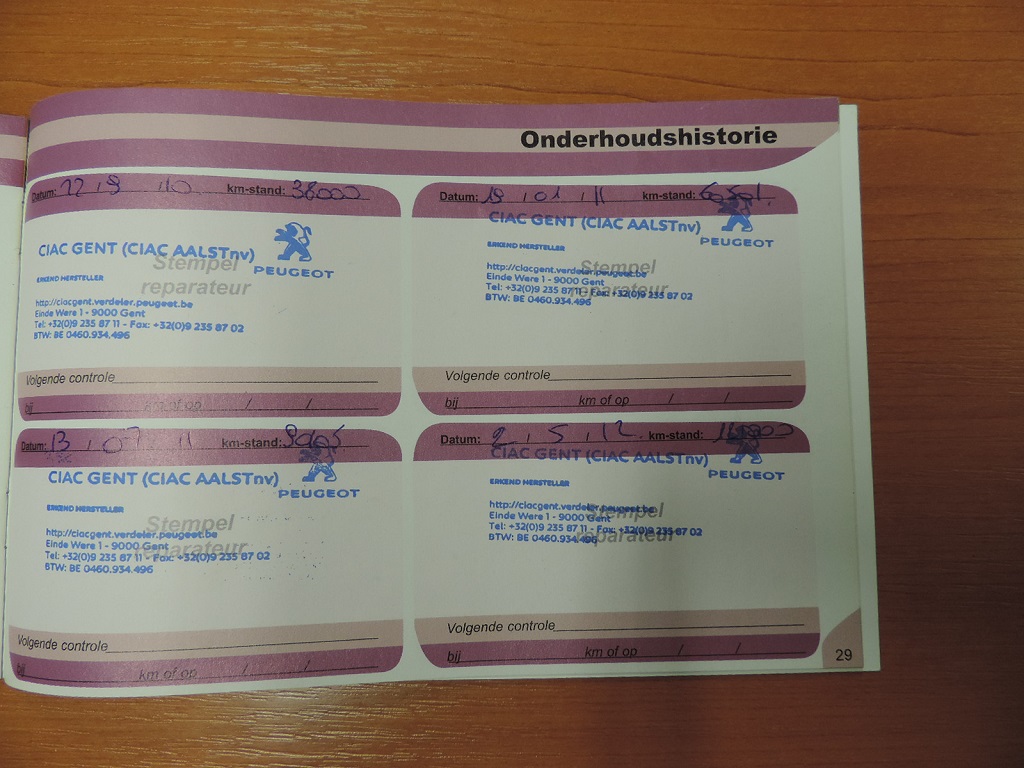 Onderhoudshistorie
Datum: km-stand: 38000
CIAC GENT (CIAC AALSTnv)
PEUGEOT
Stempel
reparateur
ERKEND HERSTELLER
http://ciacgent.verdeler.peugeot.be
Einde Were 1 - 9000 Gent
Tel: +32(0)9 235 87 11 - Fax: +32(0)9 235 87 02
BTW: BE 0460.934.496
Volgende controle
bij km of op / /
Datum: 19 01 11 km-stand:
CIAC GENT (CIAC AALSTnv)
PEUGEOT
ERKEND HERSTELLER
Stempel
reparateur
http://ciacgent.verdeler.peugeot.be
Einde Were 1 - 9000 Gent
Tel: +32(0)9 235 87 11 - Fax: +32(0)9 235 87 02
BTW: BE 0460.934.496
Volgende controle
bij km of op / /
Datum: 13 07 11 km-stand:
CIAC GENT (CIAC AALSTnv)
PEUGEOT
ERKEND HERSTELLER
Stempel
reparateur
http://ciacgent.verdeler.peugeot.be
Einde Were 1 - 9000 Gent
Tel: +32(0)9 235 87 11 - Fax: +32(0)9 235 87 02
BTW: BE 0460.934.496
Volgende controle
bij km of op / /
Datum: 2 5 12 km-stand:
CIAC GENT (CIAC AALSTnv)
PEUGEOT
ERKEND HERSTELLER
Stempel
reparateur
http://ciacgent.verdeler.peugeot.be
Einde Were 1 - 9000 Gent
Tel: +32(0)9 235 87 11 - Fax: +32(0)9 235 87 02
BTW: BE 0460.934.496
Volgende controle
bij km of op / /
29